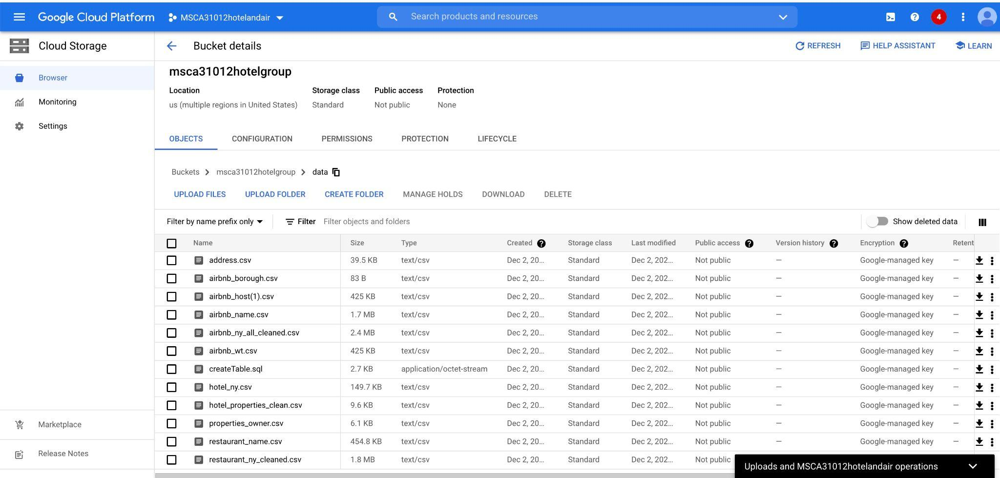 Google Cloud Platform MSCA31012hotelandair Search products and resources 4
Cloud Storage
Browser
Monitoring
Settings
Marketplace
Release Notes
Bucket details REFRESH HELP ASSISTANT LEARN
msca31012hotelgroup
Location Storage class Public access Protection
us (multiple regions in United States) Standard Not public None
OBJECTS CONFIGURATION PERMISSIONS PROTECTION LIFECYCLE
Buckets > msca31012hotelgroup > data
UPLOAD FILES UPLOAD FOLDER CREATE FOLDER MANAGE HOLDS DOWNLOAD DELETE
Filter by name prefix only Filter Filter objects and folders Show deleted data
Name Size Type Created Storage class Last modified Public access Version history Encryption Retent
address.csv 39.5 KB text/csv Dec 2, 20... Standard Dec 2, 202... Not public — Google-managed key —
airbnb_borough.csv 83 B text/csv Dec 2, 20... Standard Dec 2, 202... Not public — Google-managed key —
airbnb_host(1).csv 425 KB text/csv Dec 2, 20... Standard Dec 2, 202... Not public — Google-managed key —
airbnb_name.csv 1.7 MB text/csv Dec 2, 20... Standard Dec 2, 202... Not public — Google-managed key —
airbnb_ny_all_cleaned.csv 2.4 MB text/csv Dec 2, 20... Standard Dec 2, 202... Not public — Google-managed key —
airbnb_wt.csv 425 KB text/csv Dec 2, 20... Standard Dec 2, 202... Not public — Google-managed key —
createTable.sql 2.7 KB application/octet-stream Dec 2, 20... Standard Dec 2, 202... Not public — Google-managed key —
hotel_ny.csv 149.7 KB text/csv Dec 2, 20... Standard Dec 2, 202... Not public — Google-managed key —
hotel_properties_clean.csv 9.6 KB text/csv Dec 2, 20... Standard Dec 2, 202... Not public — Google-managed key —
properties_owner.csv 6.1 KB text/csv Dec 2, 20... Standard Dec 2, 202... Not public — Google-managed key —
restaurant_name.csv 454.8 KB text/csv Dec 2, 20... Standard Dec 2, 202... Not public — Google-managed key —
restaurant_ny_cleaned.csv 1.8 MB text/csv Dec 2, 20... Standard Dec 2, 202... Not public
Uploads and MSCA31012hotelandair operations